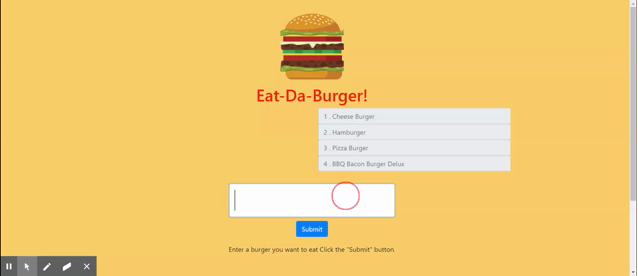 Eat-Da-Burger!
1 . Cheese Burger
2 . Hamburger
3 . Pizza Burger
4 . BBQ Bacon Burger Delux
Submit
Enter a burger you want to eat Click the "Submit" button.